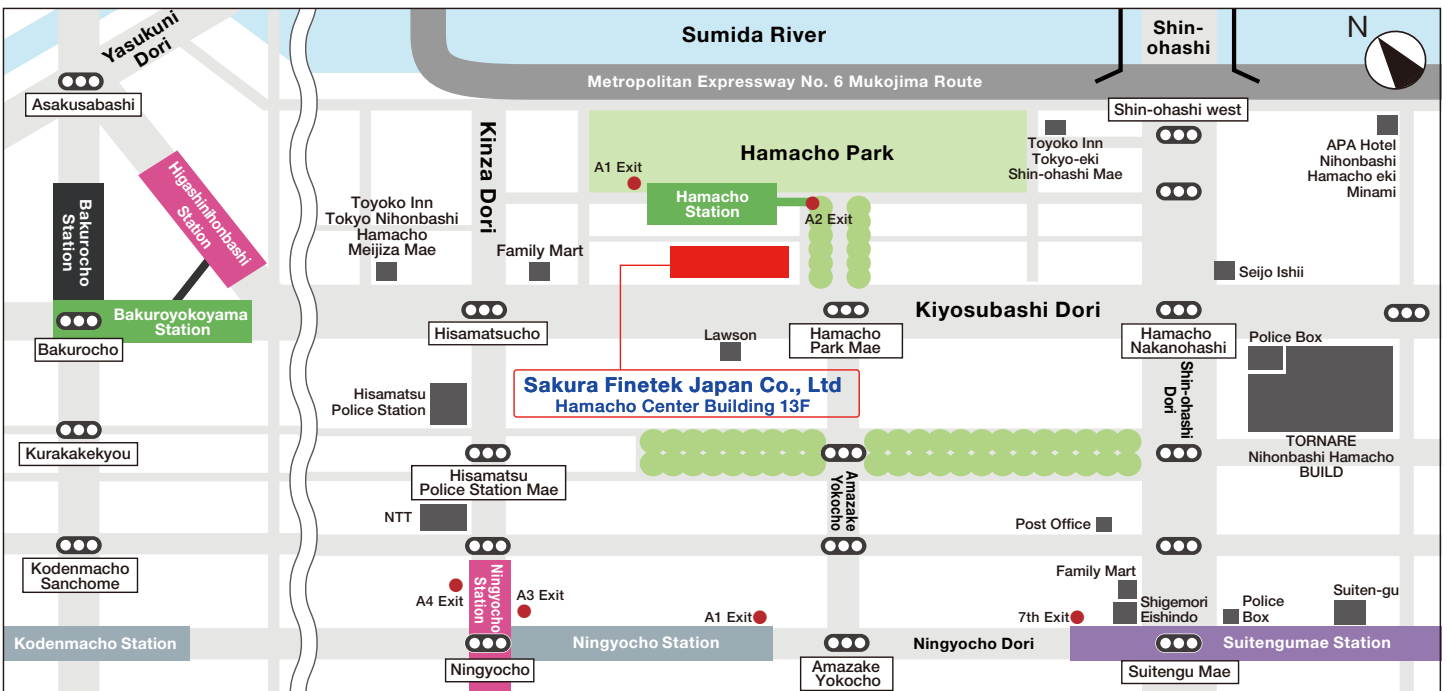 Yasukuni
Dori
Sumida River
Shin-
ohashi
N
Metropolitan Expressway No. 6 Mukojima Route
Asakusabashi
Shin-ohashi west
Kinza Dori
Hamacho Park
Toyoko Inn
Tokyo-eki
Shin-ohashi Mae
APA Hotel
Nihonbashi
Hamacho eki
Minami
Higashinihonbashi
Station
Bakurocho
Station
A1 Exit
Hamacho
Station
A2 Exit
Toyoko Inn
Tokyo Nihonbashi
Hamacho
Meijiza Mae
Family Mart
Seijo Ishii
Bakuroyokoyama
Station
Kiyosubashi Dori
Bakurocho
Hisamatsucho
Lawson
Hamacho
Park Mae
Hamacho
Nakanohashi
Police Box
Sakura Finetek Japan Co., Ltd
Hamacho Center Building 13F
Shin-ohashi
Dori
Hisamatsu
Police Station
Kurakakekyou
TORNARE
Nihonbashi Hamacho
BUILD
Hisamatsu
Police Station Mae
Amazake
Yokocho
NTT
Post Office
Kodenmacho
Sanchome
Ningyocho
Station
A4 Exit
A3 Exit
A1 Exit
7th Exit
Family Mart
Shigemori
Eishindo
Police
Box
Suiten-gu
Kodenmacho Station
Ningyocho Station
Ningyocho Dori
Suitengumae Station
Ningyocho
Amazake
Yokocho
Suitengu Mae